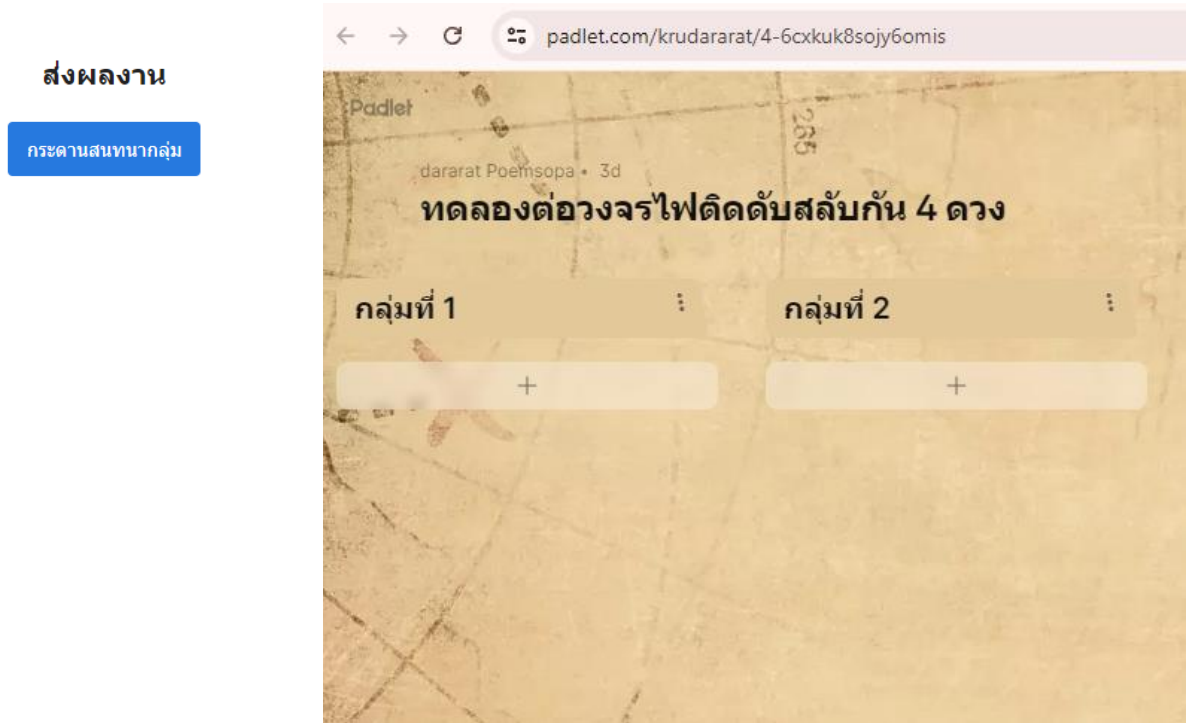 ส่งผลงาน
กระดานสนทนากลุ่ม
padlet.com/krudararat/4-6cxkuk8sojy6omis
:Padlet
dararat Poemsopa • 3d
ทดลองต่อวงจรไฟติดดับสลับกัน 4 ดวง
กลุ่มที่ 1
กลุ่มที่ 2
265